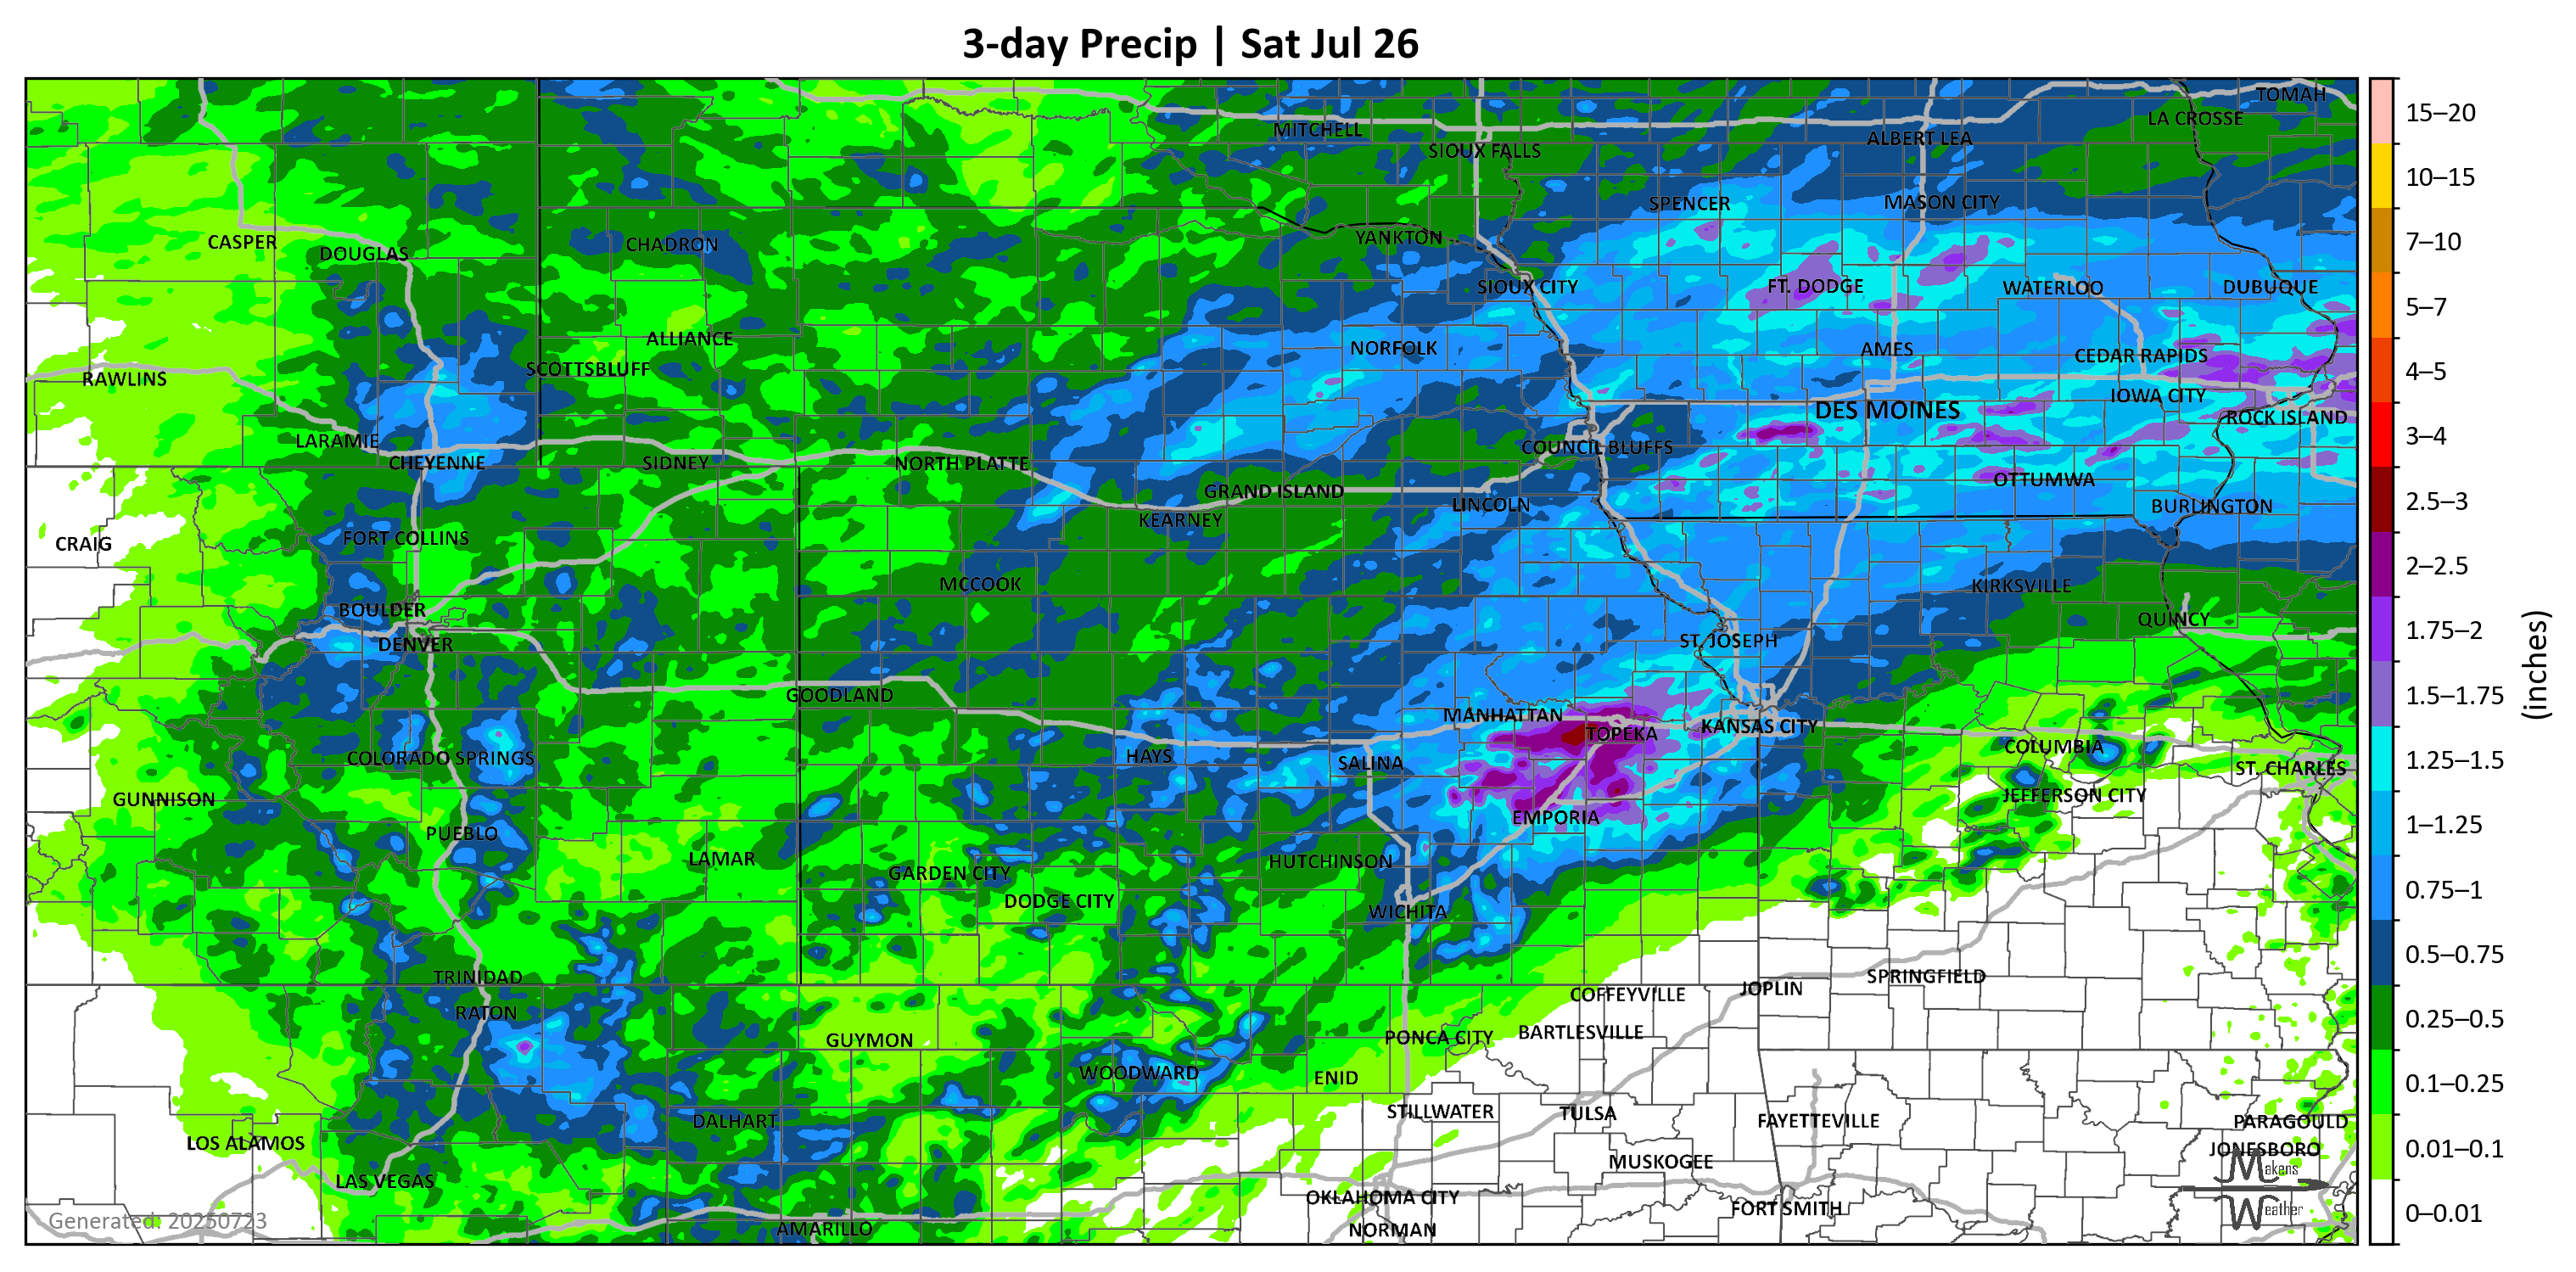 3-day Precip | Sat Jul 26
TOMAH
LA CROSSE
MITCHELL
ALBERT LEA
SIOUX FALLS
SPENCER
MASON CITY
CASPER
CHADRON
YANKTON
DOUGLAS
SIOUX CITY
FT. DODGE
WATERLOO
DUBUQUE
ALLIANCE
NORFOLK
AMES
CEDAR RAPIDS
SCOTTSBLUFF
RAWLINS
IOWA CITY
DES MOINES
ROCK ISLAND
LARAMIE
COUNCIL BLUFFS
CHEYENNE
SIDNEY
NORTH PLATTE
OTTUMWA
GRAND ISLAND
LINCOLN
BURLINGTON
KEARNEY
CRAIG
FORT COLLINS
MCCOOK
KIRKSVILLE
BOULDER
QUINCY
DENVER
ST. JOSEPH
GOODLAND
MANHATTAN
KANSAS CITY
TOPEKA
COLUMBIA
COLORADO SPRINGS
HAYS
SALINA
ST. CHARLES
GUNNISON
JEFFERSON CITY
EMPORIA
PUEBLO
LAMAR
HUTCHINSON
GARDEN CITY
DODGE CITY
WICHITA
TRINIDAD
SPRINGFIELD
JOPLIN
COFFEYVILLE
RATON
BARTLESVILLE
GUYMON
PONCA CITY
WOODWARD
ENID
STILLWATER
TULSA
DALHART
FAYETTEVILLE
PARAGOULD
LOS ALAMOS
JONESBORO
MUSKOGEE
LAS VEGAS
OKLAHOMA CITY
FORT SMITH
AMARILLO
NORMAN
Generated: 20250723
Makens
Weather
15–20
10–15
7–10
5–7
4–5
3–4
2.5–3
2–2.5
1.75–2
1.5–1.75
1.25–1.5
1–1.25
0.75–1
0.5–0.75
0.25–0.5
0.1–0.25
0.01–0.1
0–0.01
(inches)